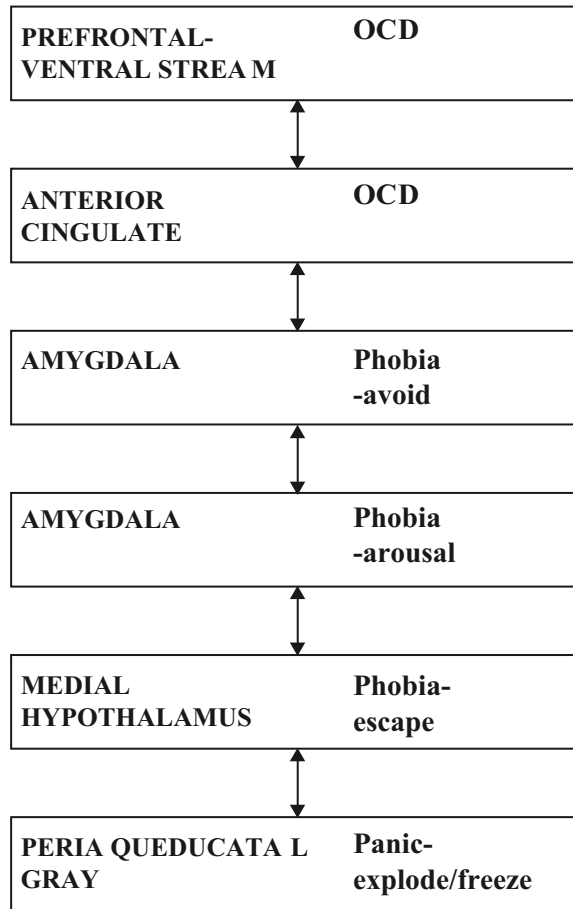 PREFRONTAL- OCD
VENTRAL STREA M
ANTERIOR OCD
CINGULATE
AMYGDALA Phobia
-avoid
AMYGDALA Phobia
-arousal
MEDIAL Phobia-
HYPOTHALAMUS escape
PERIA QUEDUCATA L Panic-
GRAY explode/freeze